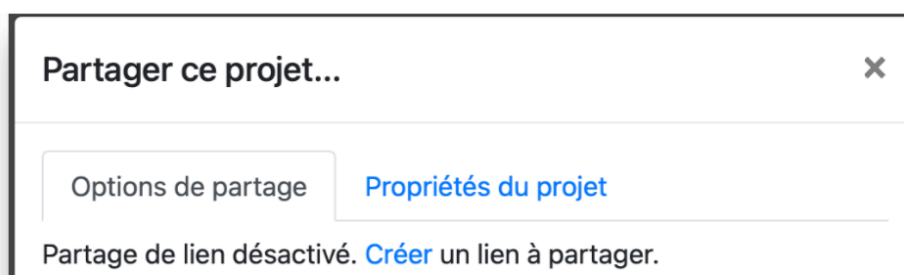 Partager ce projet...
Options de partage
Propriétés du projet
Partage de lien désactivé. Créer un lien à partager.